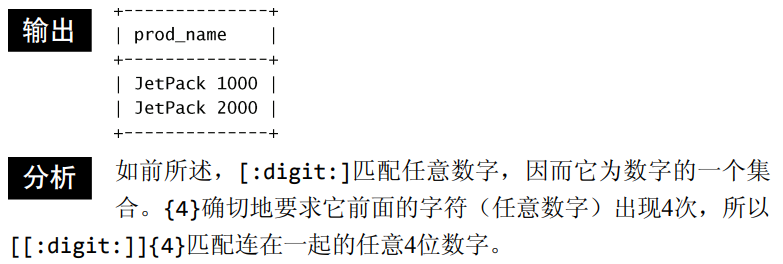 输出
+--------------+
| prod_name    |
+--------------+
| JetPack 1000 |
| JetPack 2000 |
+--------------+
分析 如前所述，[:digit:]匹配任意数字，因而它为数字的一个集
合。{4}确切地要求它前面的字符（任意数字）出现4次，所以
[[:digit:]]{4}匹配连在一起的任意4位数字。